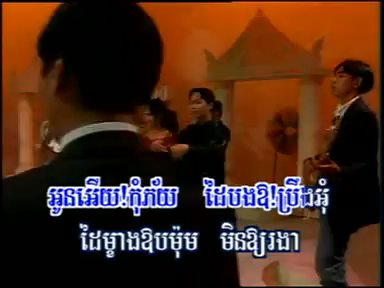 អូនអើយ!កុំភ័យ ដៃបងឱ!ប្រឹងអុំ
ដៃម្ខាងឱបម៉ុម មិនឱ្យរងា